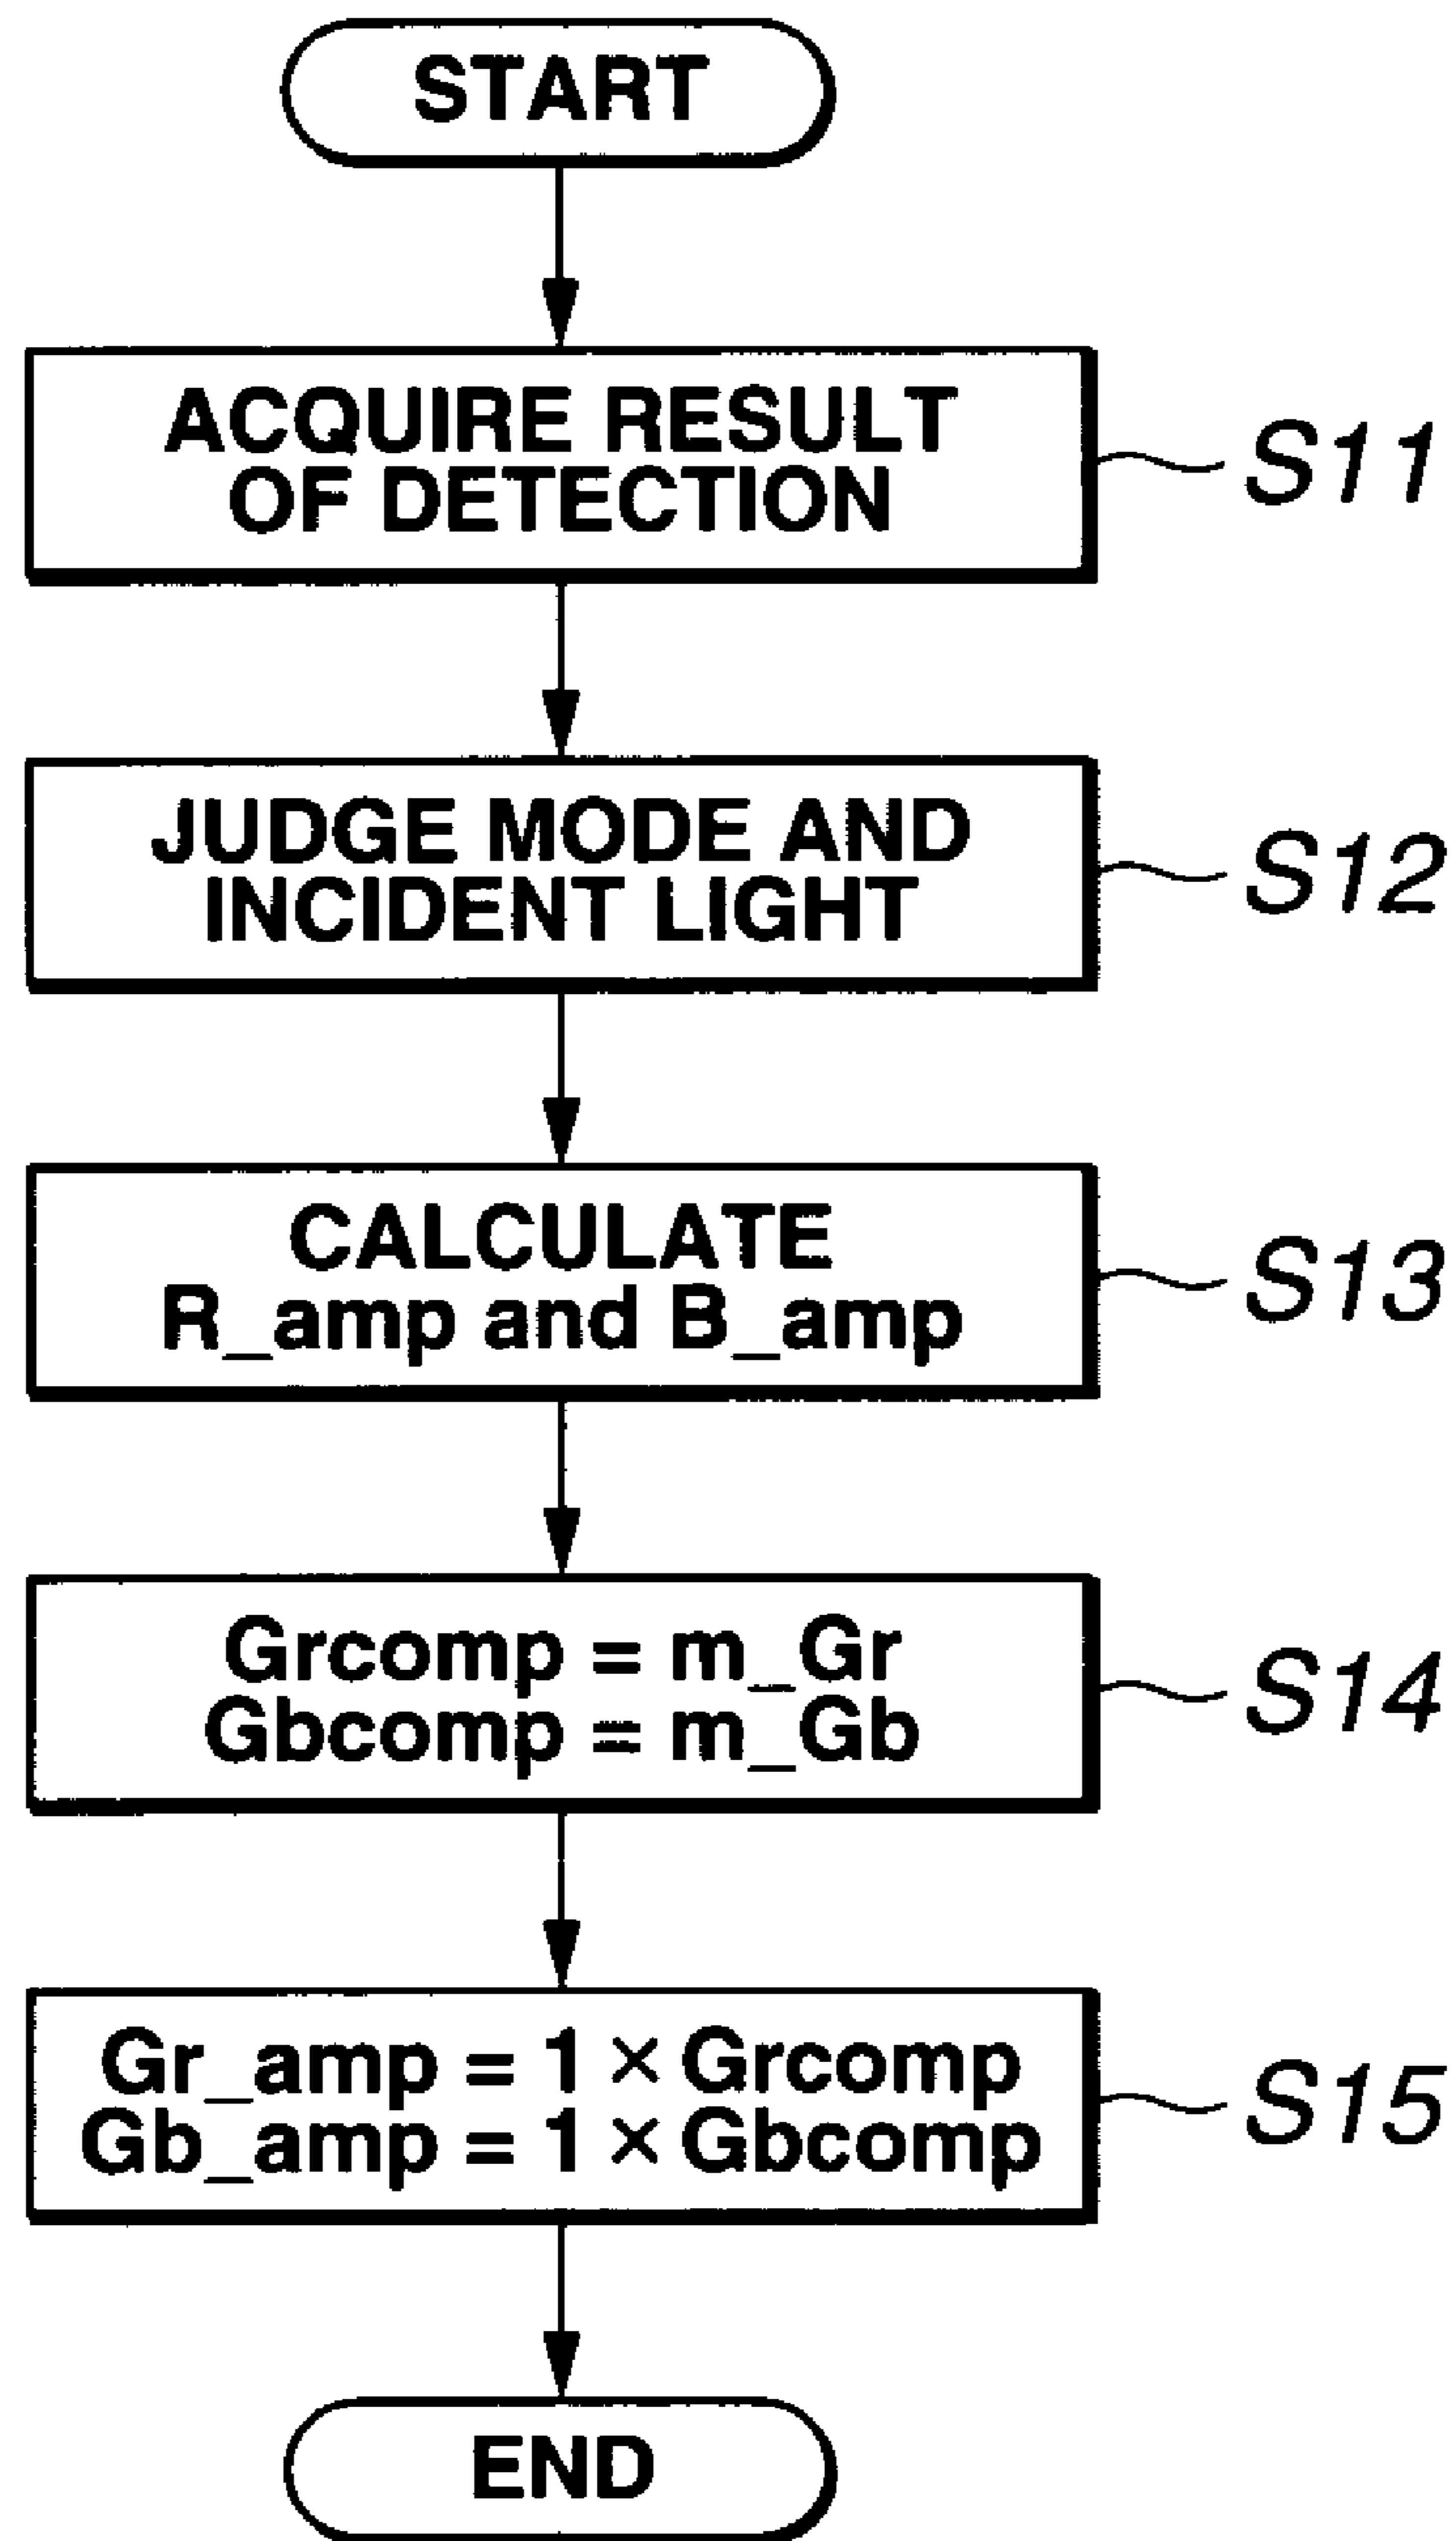 START
ACQUIRE RESULT
OF DETECTION
S11
JUDGE MODE AND
INCIDENT LIGHT
S12
CALCULATE
R_amp and B_amp
S13
Grcomp = m_Gr
Gbcomp = m_Gb
S14
Gr_amp = 1 × Grcomp
Gb_amp = 1 × Gbcomp
S15
END